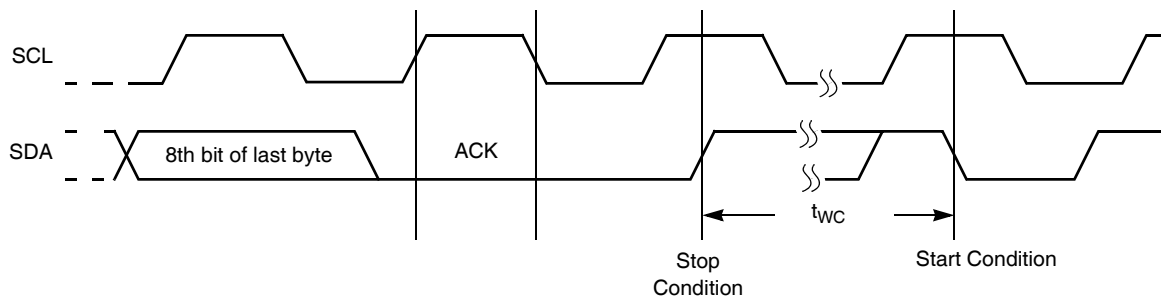 SCL
SDA
8th bit of last byte
ACK
tWC
Stop
Condition
Start Condition